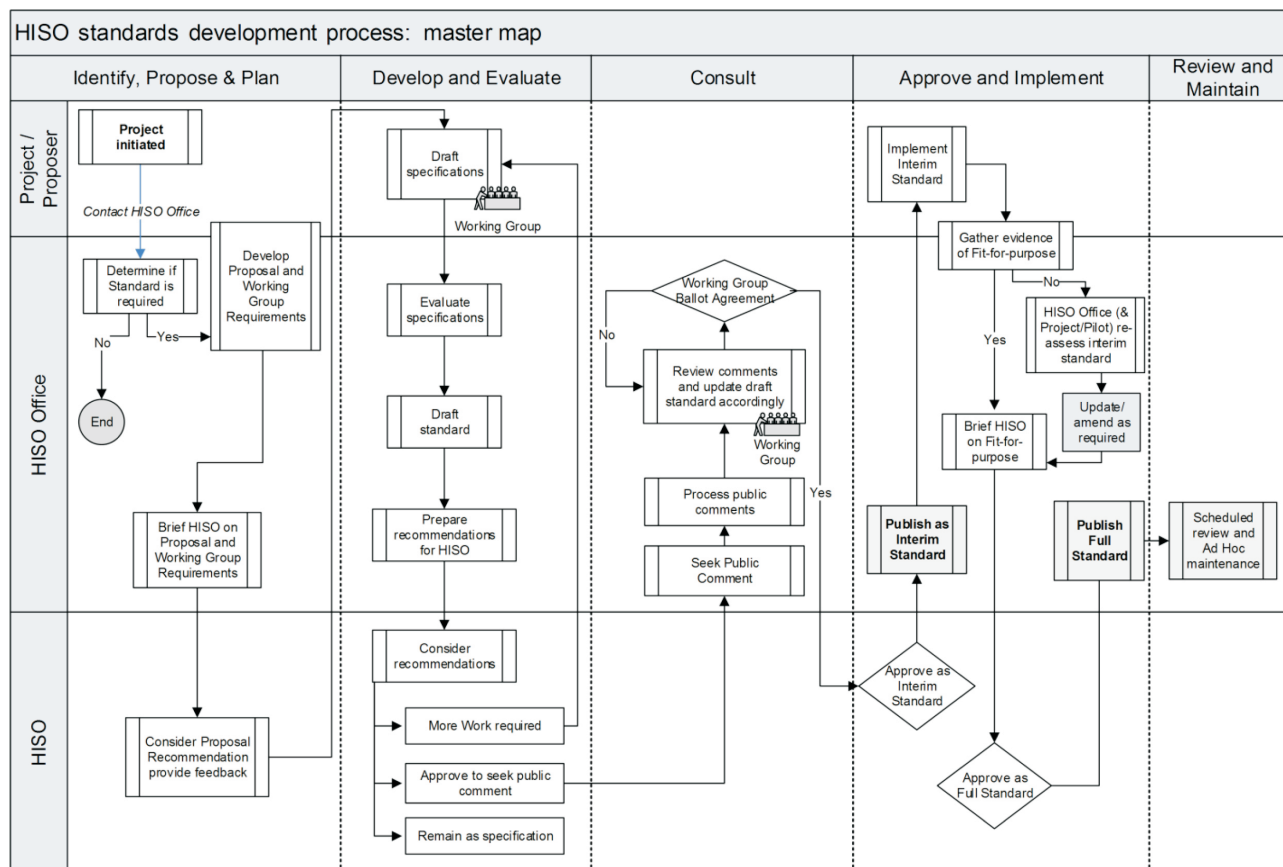 HISO standards development process:  master map
Identify, Propose & Plan
Develop and Evaluate
Consult
Approve and Implement
Review and
Maintain
Project /
Proposer
Project
initiated
Contact HISO Office
Draft
specifications
Working Group
Implement
Interim
Standard
HISO Office
Determine if
Standard is
required
No
Yes
End
Develop
Proposal and
Working
Group
Requirements
Brief HISO on
Proposal and
Working Group
Requirements
Evaluate
specifications
Draft
standard
Prepare
recommendations
for HISO
Working Group
Ballot Agreement
No
Yes
Review comments
and update draft
standard accordingly
Working
Group
Process public
comments
Seek Public
Comment
Gather evidence
of Fit-for-purpose
No
Yes
HISO Office (&
Project/Pilot) re-
assess interim
standard
Update/
amend as
required
Brief HISO
on Fit-for-
purpose
Publish as
Interim
Standard
Publish
Full
Standard
Scheduled
review and
Ad Hoc
maintenance
HISO
Consider Proposal
Recommendation
provide feedback
Consider
recommendations
More Work required
Approve to seek public
comment
Remain as specification
Approve as
Interim
Standard
Approve as
Full Standard